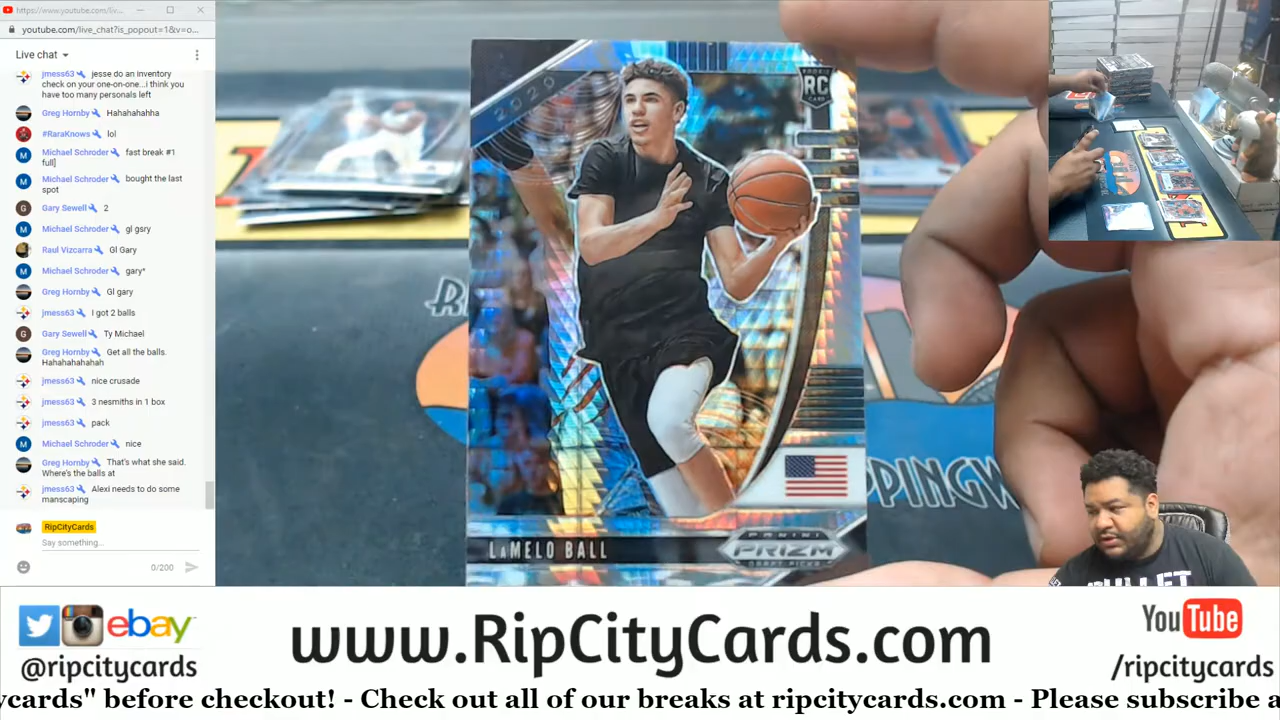 https://www.youtube.com/liv...
youtube.com/live_chat?is_popout=1&v=o...
Live chat
jmess63 jesse do an inventory
check on your one-on-one...i think you
have too many personals left
Greg Hornby Hahahahahha
#RaraKnows lol
Michael Schroder fast break #1
full]
Michael Schroder bought the last
spot
Gary Sewell 2
Michael Schroder gl gsry
Raul Vizcarra Gl Gary
Michael Schroder gary*
Greg Hornby Gl gary
jmess63 I got 2 balls
Gary Sewell Ty Michael
Greg Hornby Get all the balls.
Hahahahahahah
jmess63 nice crusade
jmess63 3 nesmiths in 1 box
jmess63 pack
Michael Schroder nice
Greg Hornby That's what she said.
Where's the balls at
jmess63 Alexi needs to do some
manscaping
RipCityCards
Say something...
0/200
2020
RC
CARD
LaMELO BALL
PANINI
PRIZM
DRAFT PICKS
PPINGW
BULLET
ebay
@ripcitycards
www.RipCityCards.com
YouTube
/ripcitycards
ycards" before checkout! - Check out all of our breaks at ripcitycards.com - Please subscribe a